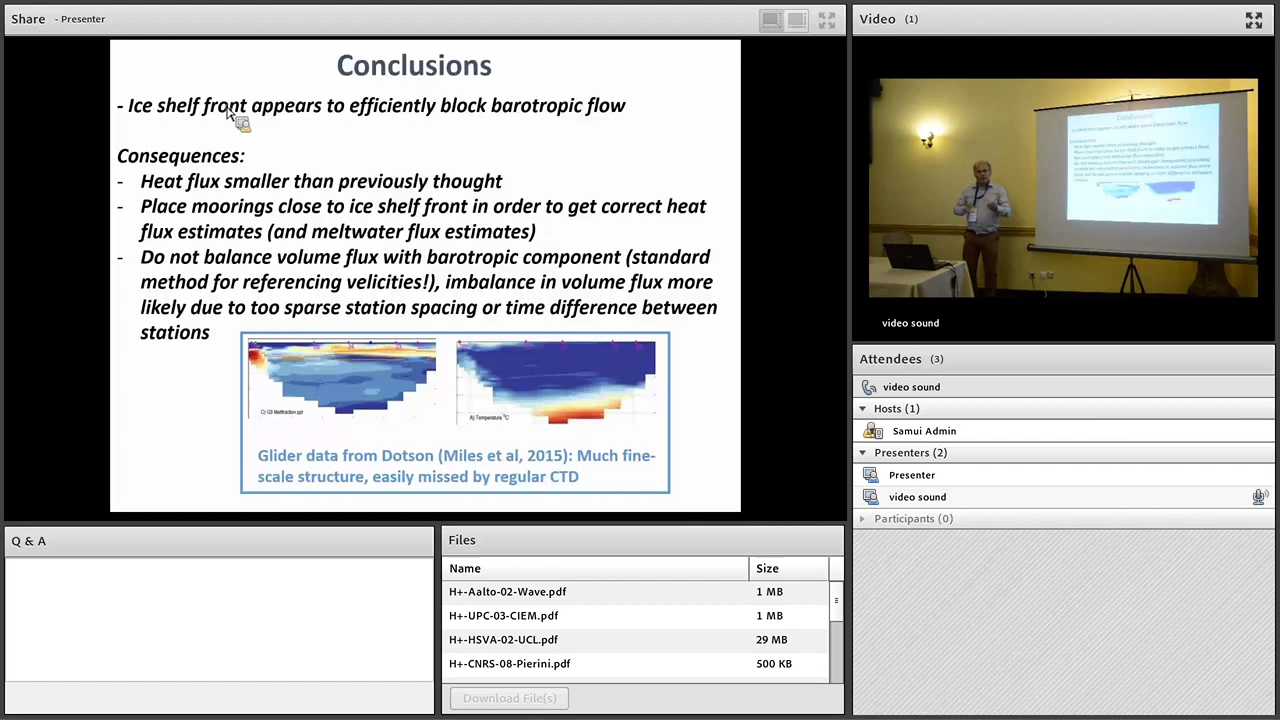 Share - Presenter
Conclusions
- Ice shelf front appears to efficiently block barotropic flow
Consequences:
- Heat flux smaller than previously thought
- Place moorings close to ice shelf front in order to get correct heat
flux estimates (and meltwater flux estimates)
- Do not balance volume flux with barotropic component (standard
method for referencing velicities!), imbalance in volume flux more
likely due to too sparse station spacing or time difference between
stations
C) G3 Meltfraction ppt
A) Temperature °C
Glider data from Dotson (Miles et al, 2015): Much fine-
scale structure, easily missed by regular CTD
Video (1)
video sound
Attendees (3)
video sound
Hosts (1)
Samui Admin
Presenters (2)
Presenter
video sound
Participants (0)
Q & A
Files
Name Size
H+-Aalto-02-Wave.pdf 1 MB
H+-UPC-03-CIEM.pdf 1 MB
H+-HSVA-02-UCL.pdf 29 MB
H+-CNRS-08-Pierini.pdf 500 KB
Download File(s)